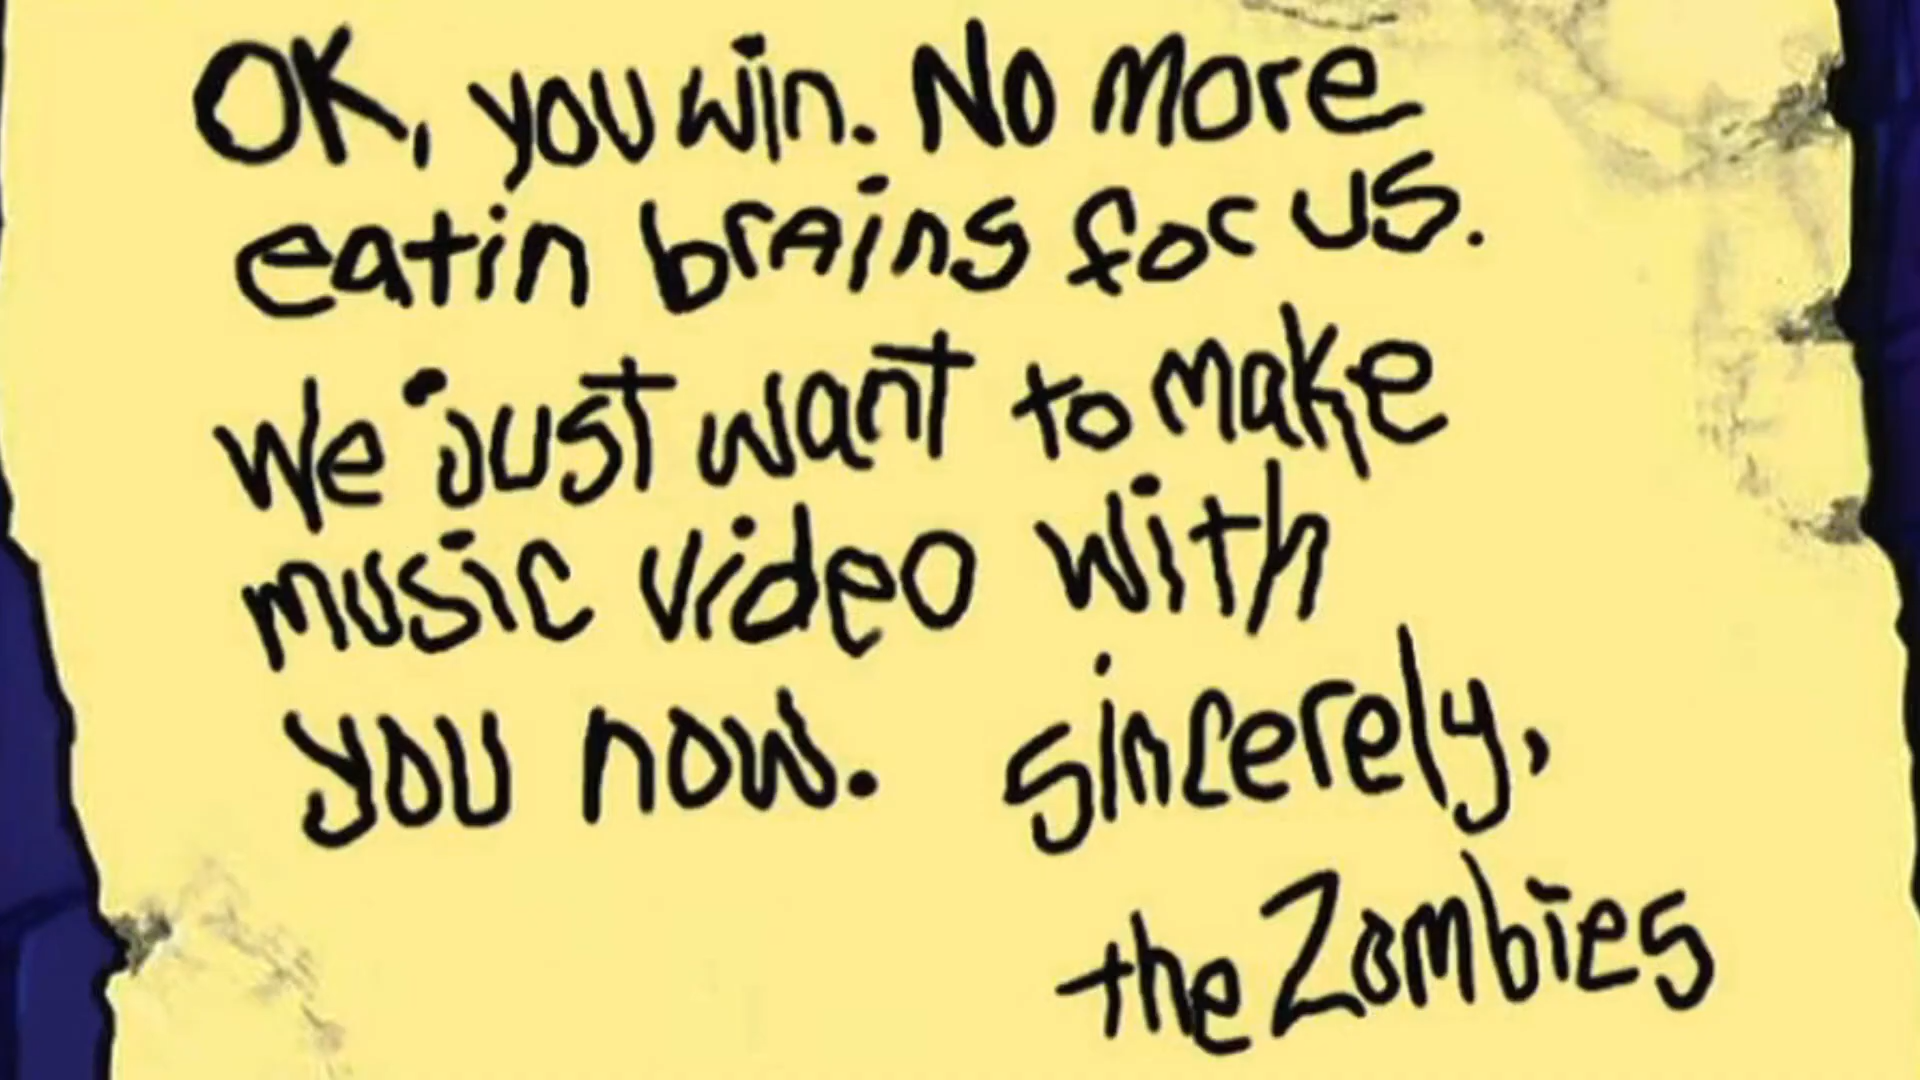 OK, you win. No more
eatin brains for us.
We just want to make
music video with
you now.
sincerely,
the Zombies